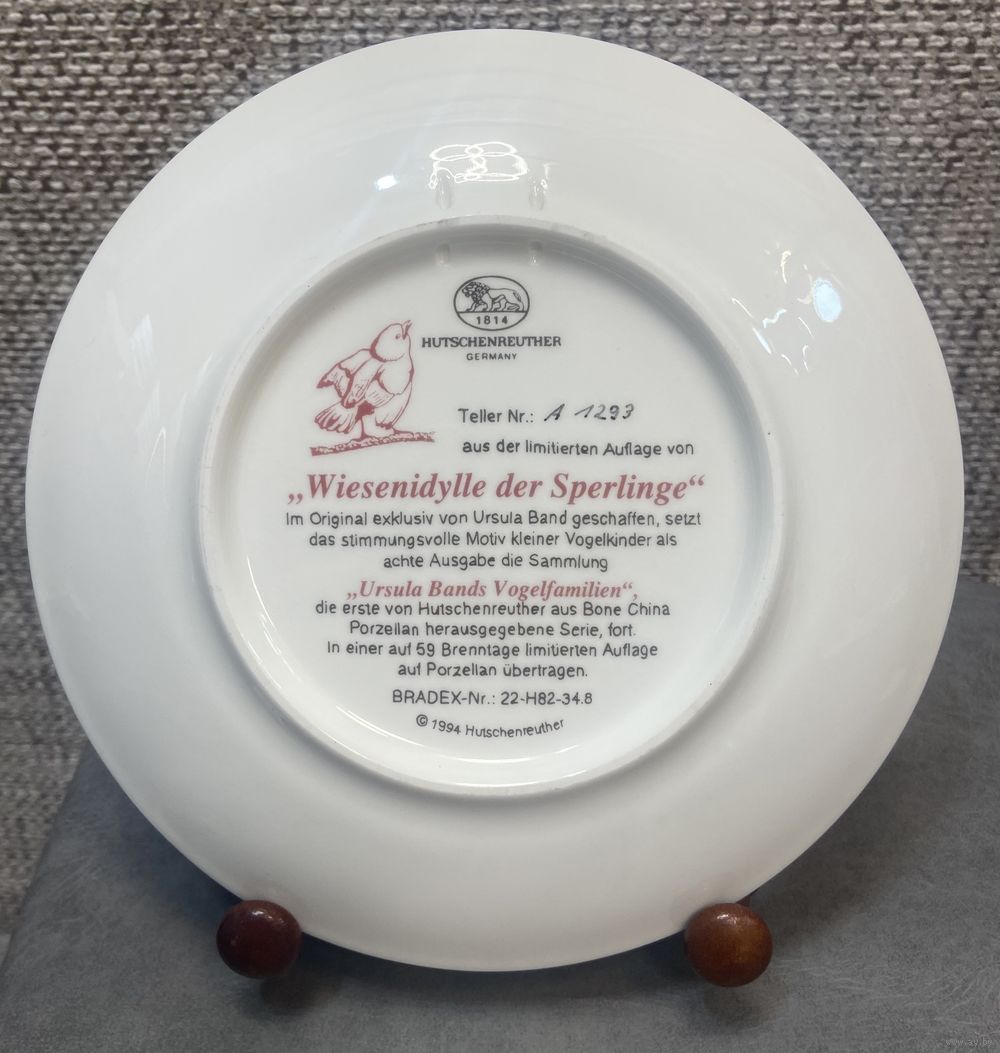 1814
HUTSCHENREUTHER
GERMANY
Teller Nr.: A 1293
aus der limitierten Auflage von
„Wiesenidylle der Sperlinge“
Im Original exklusiv von Ursula Band geschaffen, setzt
das stimmungsvolle Motiv kleiner Vogelkinder als
achte Ausgabe die Sammlung
„Ursula Bands Vogelfamilien“,
die erste von Hutschenreuther aus Bone China
Porzellan herausgegebene Serie, fort.
In einer auf 59 Brenntage limitierten Auflage
auf Porzellan übertragen.
BRADEX-Nr.: 22-H82-34.8
© 1994 Hutschenreuther
www.ay.by